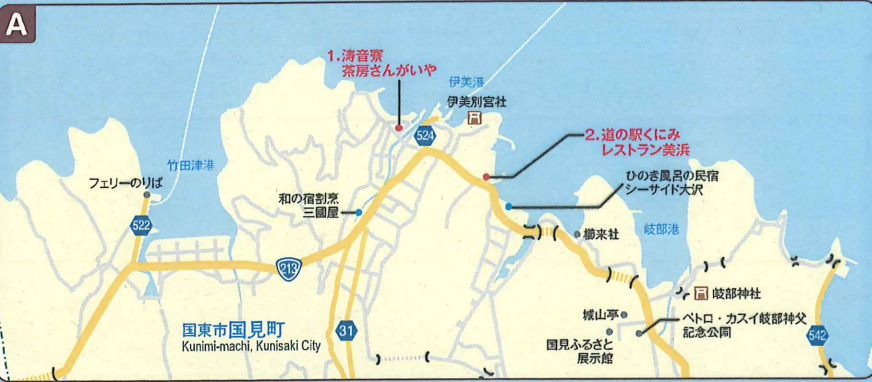 A
1.涛音寮
茶房さんがいや
伊美港
伊美別宮社
524
2.道の駅くにみ
レストラン美浜
竹田津港
フェリーのりば
ひのき風呂の民宿
シーサイド大沢
和の宿割烹
三國屋
522
櫛来社
岐部港
213
岐部神社
城山亭
ペトロ・カスイ岐部神父
記念公園
国東市国見町
Kunimi-machi, Kunisaki City
31
国見ふるさと
展示館
542